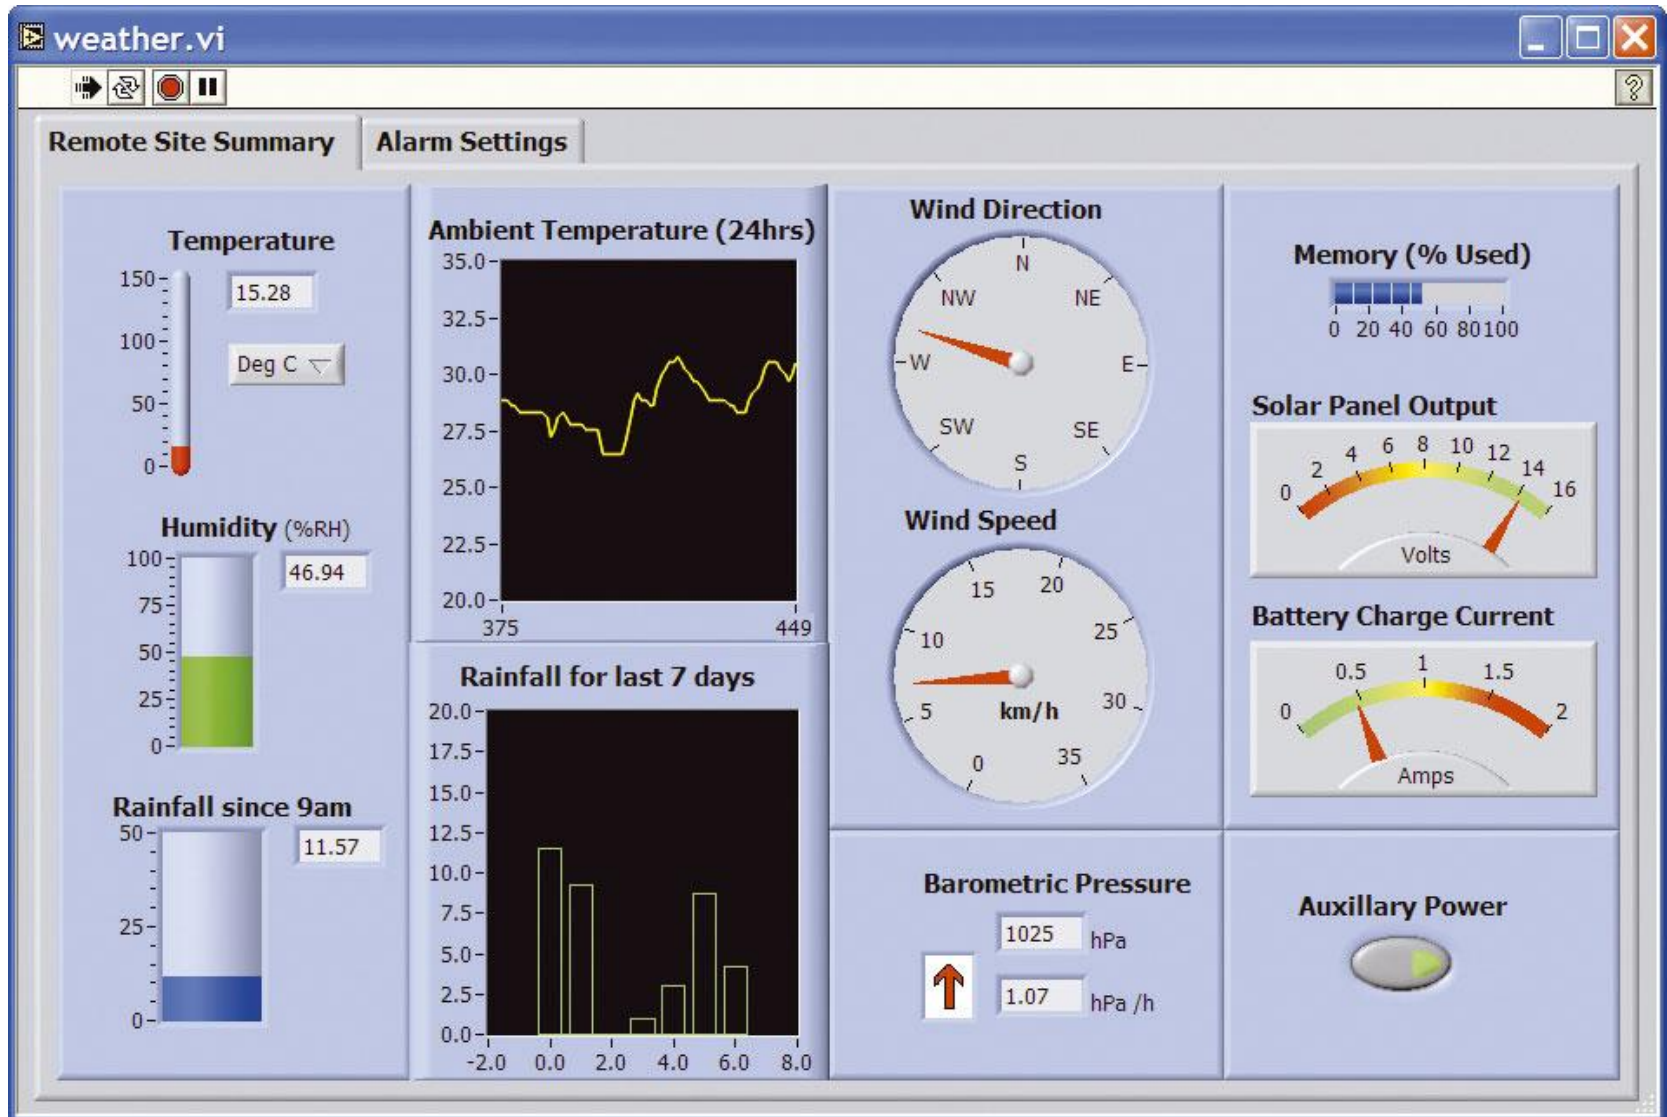 weather.vi
?
Remote Site Summary
Alarm Settings
Temperature
150
100
50
0
15.28
Deg C
Humidity (%RH)
100
75
50
25
0
46.94
Rainfall since 9am
50
25
0
11.57
Ambient Temperature (24hrs)
35.0
32.5
30.0
27.5
25.0
22.5
20.0
375 449
Rainfall for last 7 days
20.0
17.5
15.0
12.5
10.0
7.5
5.0
2.5
0.0
-2.0 0.0 2.0 4.0 6.0 8.0
Wind Direction
N
NW NE
W E
SW SE
S
Wind Speed
15 20
10 25
5 km/h 30
0 35
Barometric Pressure
1025 hPa
1.07 hPa /h
Memory (% Used)
0 20 40 60 80 100
Solar Panel Output
0 2 4 6 8 10 12 14 16
Volts
Battery Charge Current
0 0.5 1 1.5 2
Amps
Auxillary Power